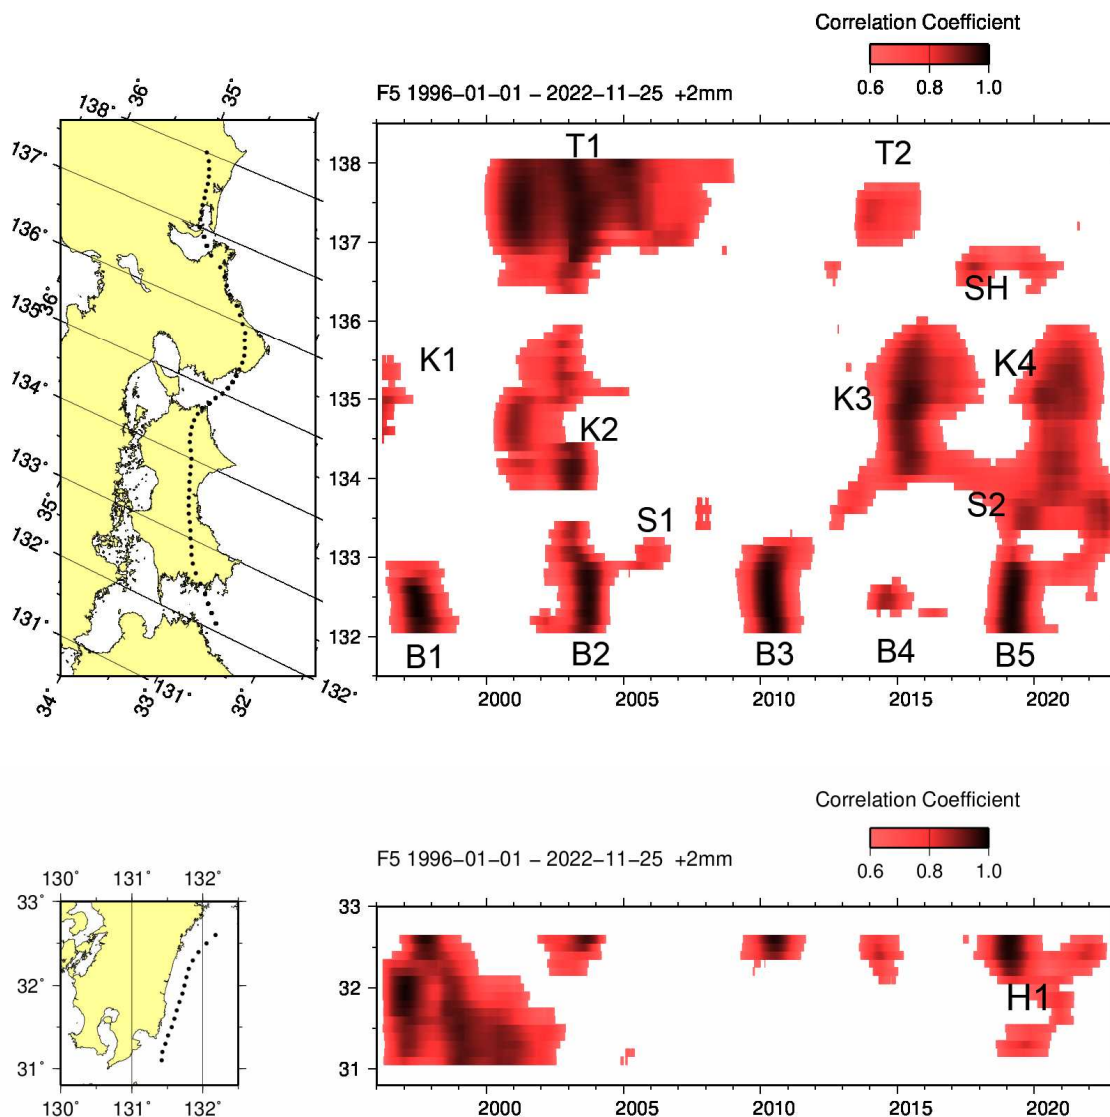 Correlation Coefficient
0.6 0.8 1.0
F5 1996−01−01 − 2022−11−25 +2mm
138˚ 36˚ 35˚
137˚
136˚
36˚
135˚
134˚
133˚
35˚
132˚
131˚
34˚ 33˚ 131˚ 32˚ 132˚
138
137
136
135
134
133
132
T1
T2
SH
K1
K4
K3
K2
S2
S1
B1 B2 B3 B4 B5
2000 2005 2010 2015 2020
Correlation Coefficient
0.6 0.8 1.0
F5 1996−01−01 − 2022−11−25 +2mm
130˚ 131˚ 132˚
33˚
32˚
31˚
130˚ 131˚ 132˚
33
32
31
H1
2000 2005 2010 2015 2020